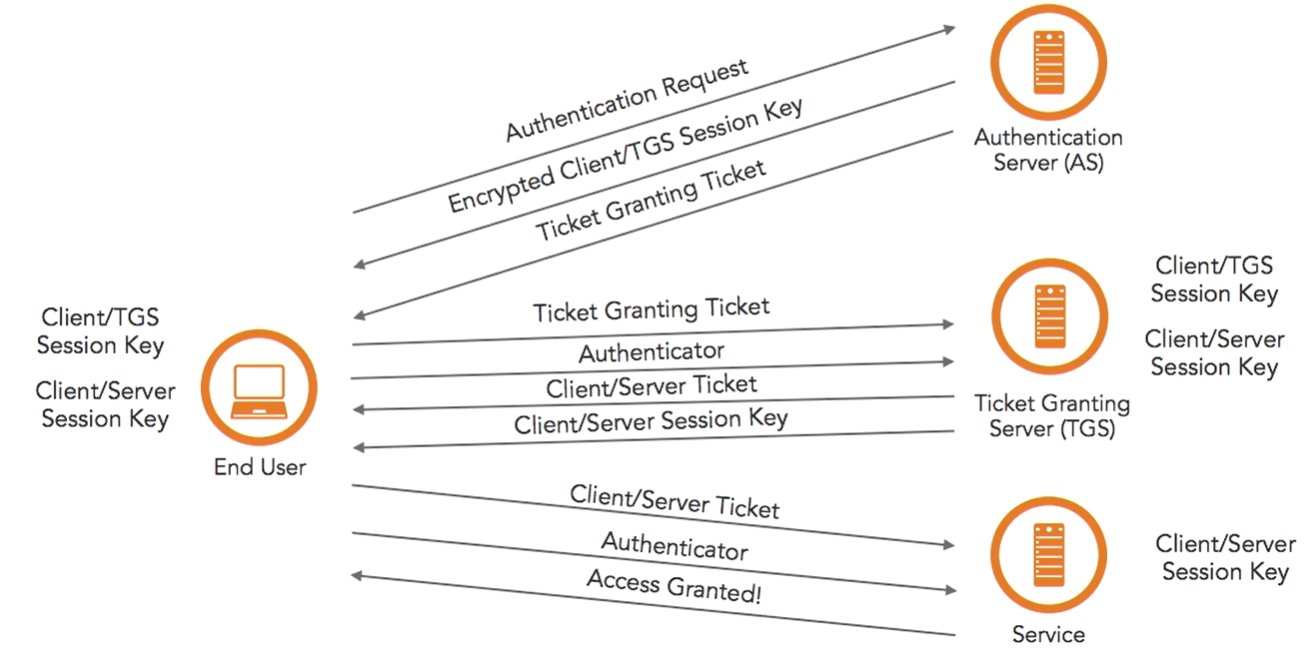 Authentication Request
Encrypted Client/TGS Session Key
Ticket Granting Ticket
Authentication
Server (AS)
Client/TGS
Session Key
Client/Server
Session Key
End User
Ticket Granting Ticket
Authenticator
Client/Server Ticket
Client/Server Session Key
Client/TGS
Session Key
Client/Server
Session Key
Ticket Granting
Server (TGS)
Client/Server Ticket
Authenticator
Access Granted!
Client/Server
Session Key
Service